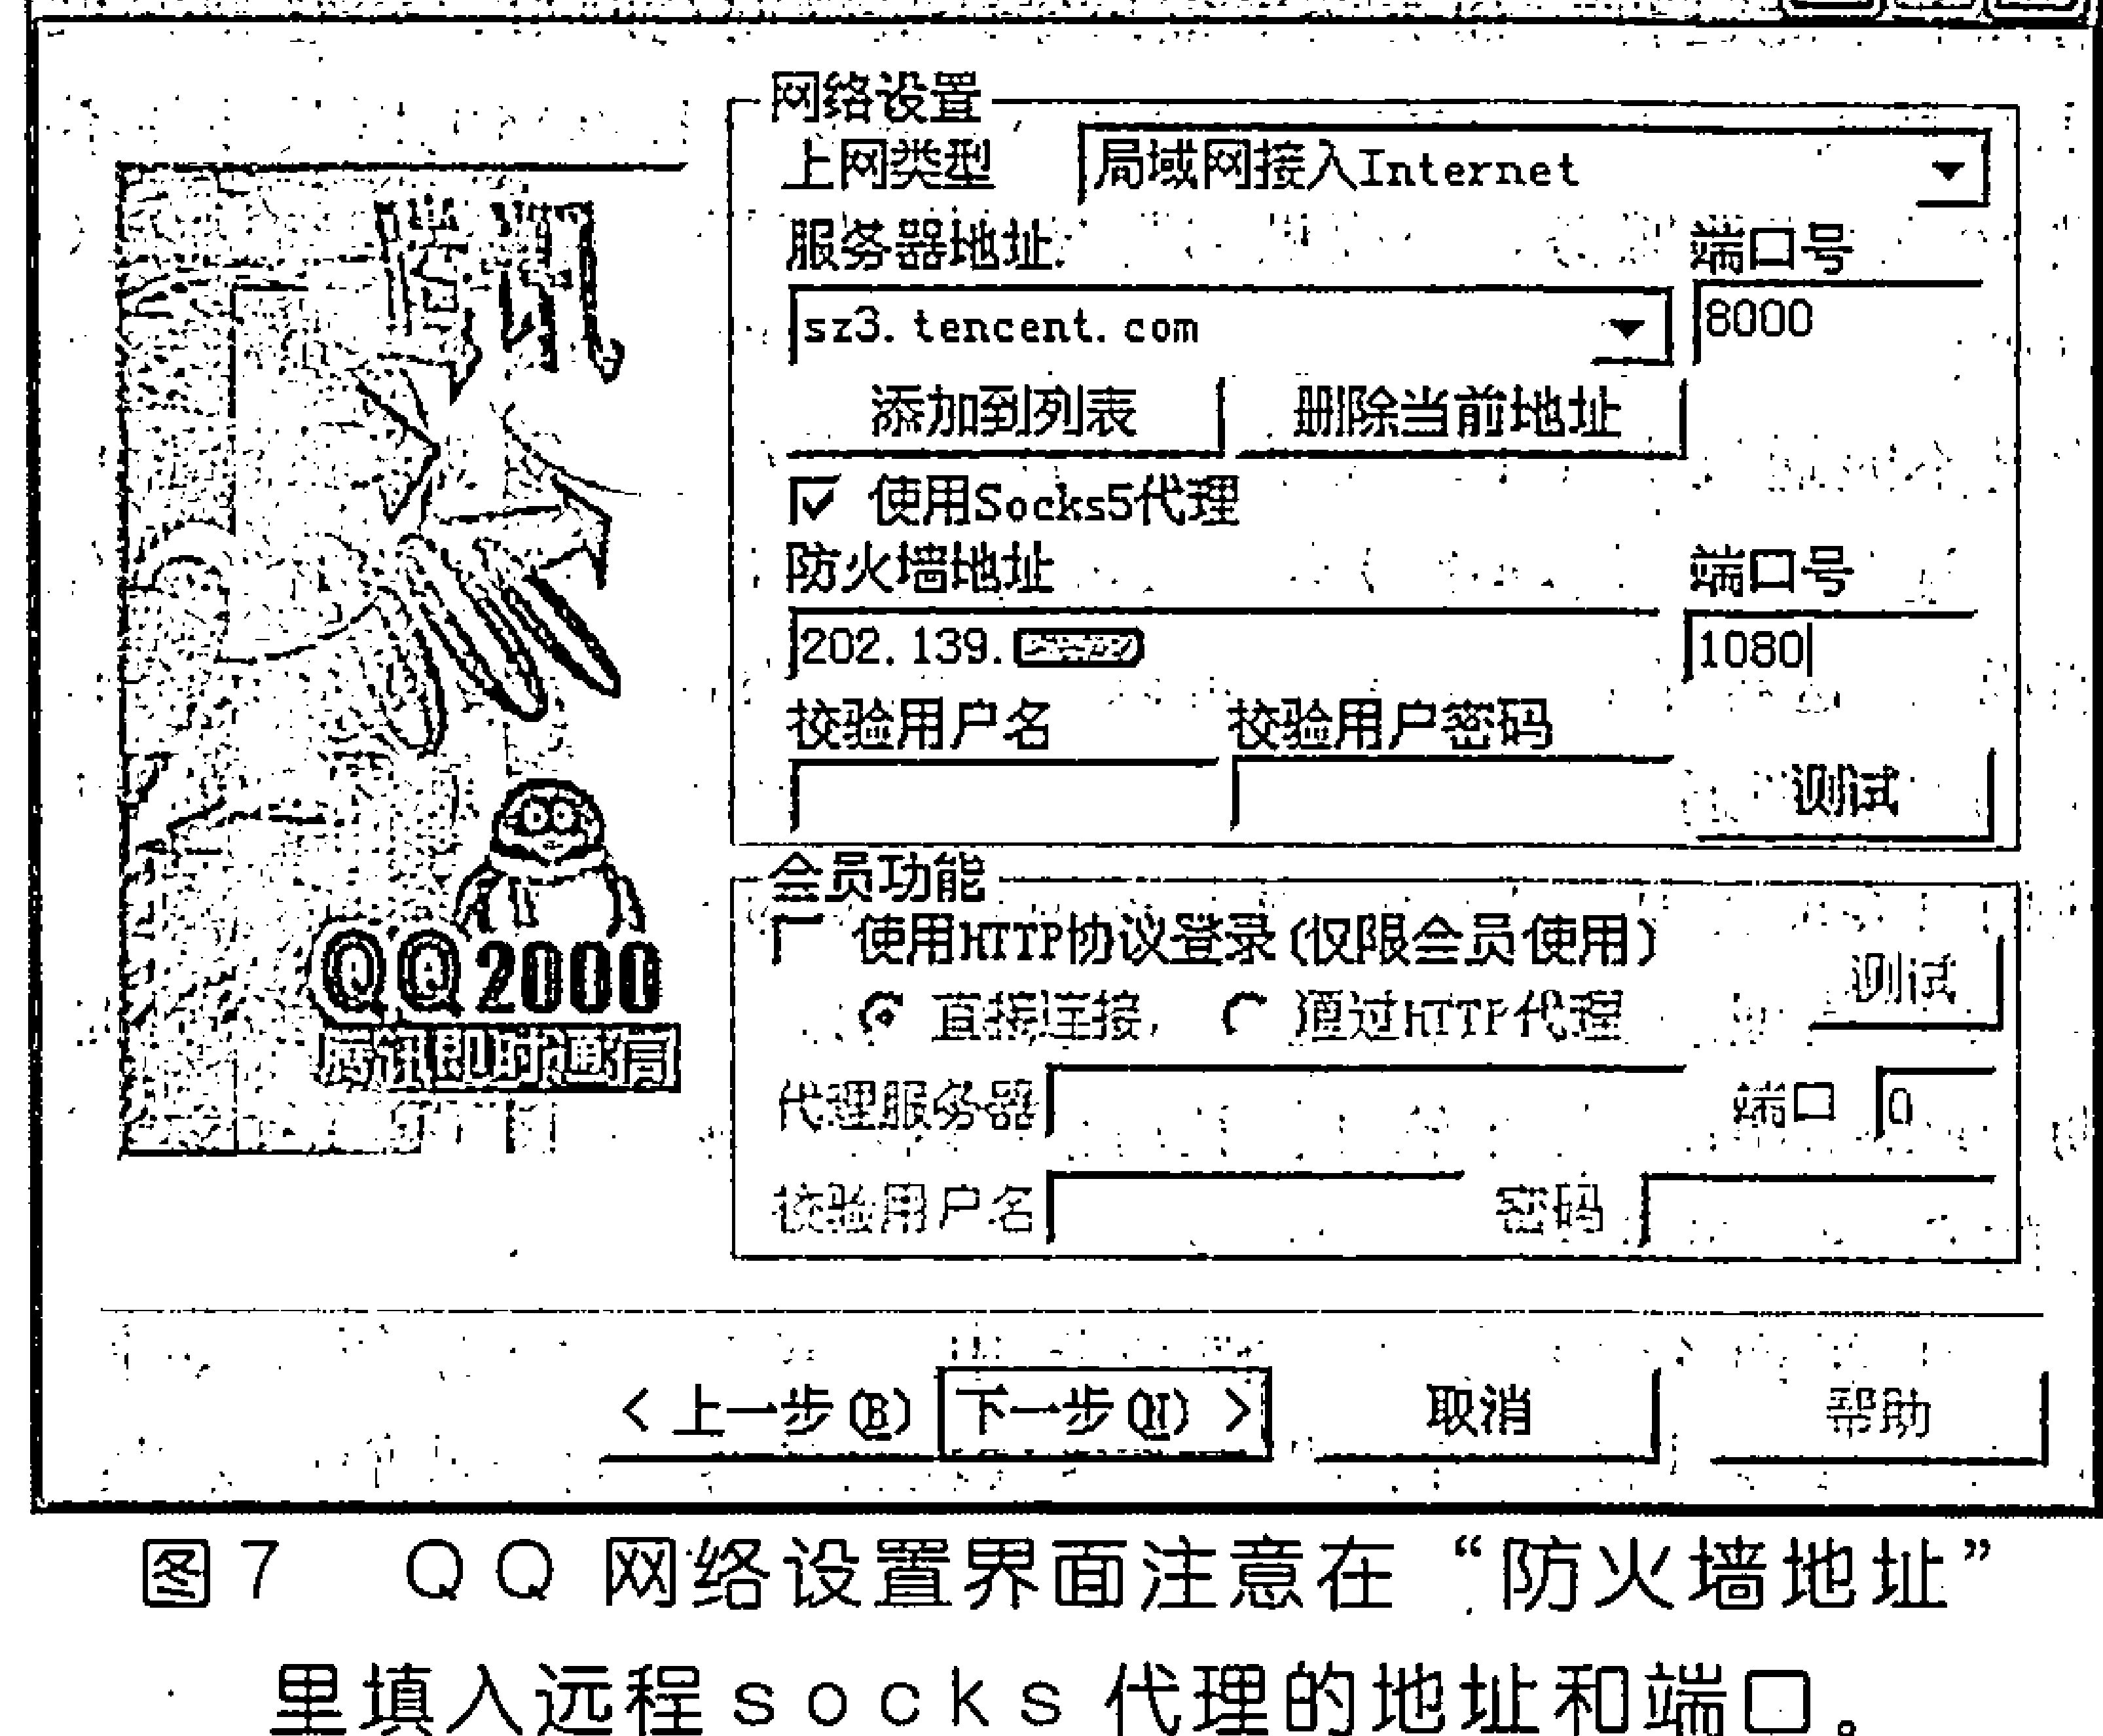 网络设置
上网类型 局域网接入Internet
服务器地址: 端口号
sz3.tencent.com 8000
添加到列表 删除当前地址
使用Socks5代理
防火墙地址 端口号
202.139. 1080
校验用户名 校验用户密码
测试
会员功能
使用HTTP协议登录(仅限会员使用)
测试
直接连接 通过HTTP代理
代理服务器 端口 0
校验用户名 密码
QQ2000
腾讯即时通信
< 上一步(B) 下一步(N) > 取消 帮助
图7 QQ网络设置界面注意在“防火墙地址”
里填入远程socks代理的地址和端口。